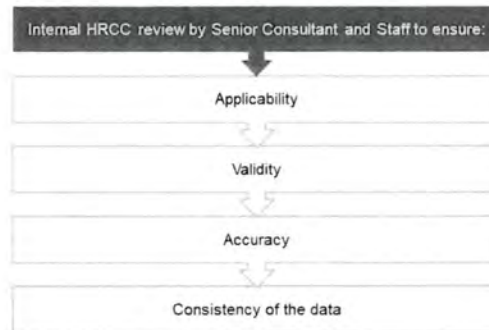 Internal HRCC review by Senior Consultant and Staff to ensure:
Applicability
Validity
Accuracy
Consistency of the data